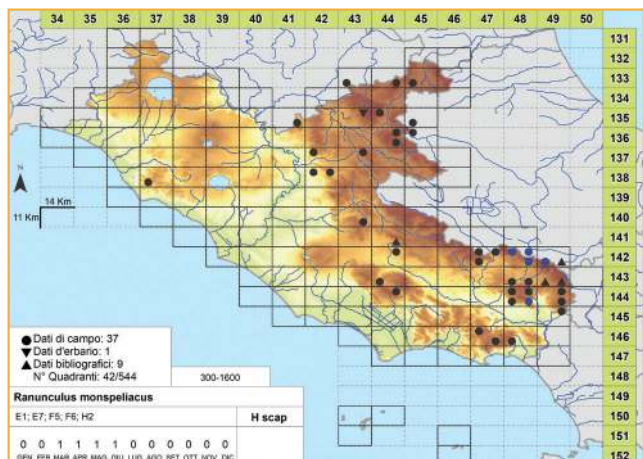 34 35 36 37 38 39 40 41 42 43 44 45 46 47 48 49 50
131
132
133
134
135
136
137
138
139
140
141
142
143
144
145
146
147
148
149
150
151
152
N
14 Km
11 Km
Dati di campo: 37
Dati d'erbario: 1
Dati bibliografici: 9
N° Quadranti: 42/544
300-1600
Ranunculus monspeliacus
E1; E7; F5; F6; H2
H scap
0 0 1 1 1 1 0 0 0 0 0 0
GEN FEB MAR APR MAG GIU LUG AGO SET OTT NOV DIC